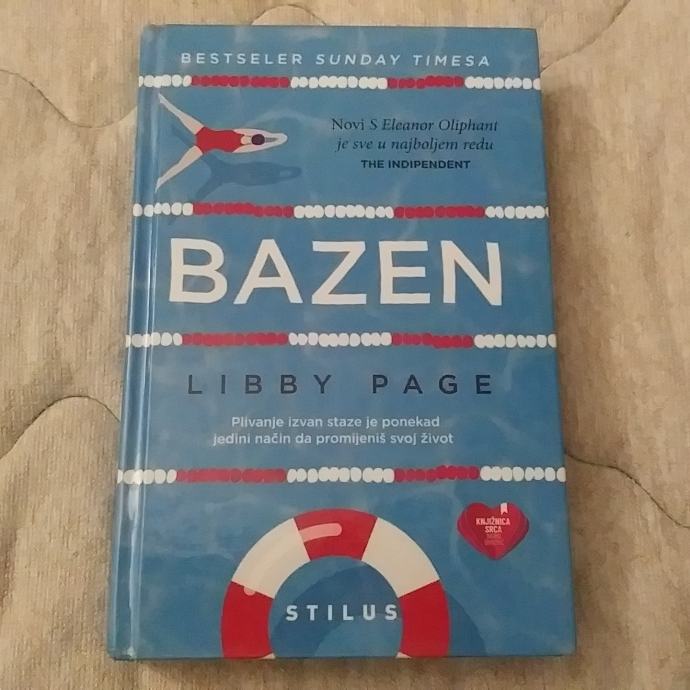 BESTSELER SUNDAY TIMESA
Novi S Eleanor Oliphant
je sve u najboljem redu
THE INDIPENDENT
BAZEN
LIBBY PAGE
Plivanje izvan staze je ponekad
jedini način da promijeniš svoj život
KNJIŽNICA
SRCA
STILUS